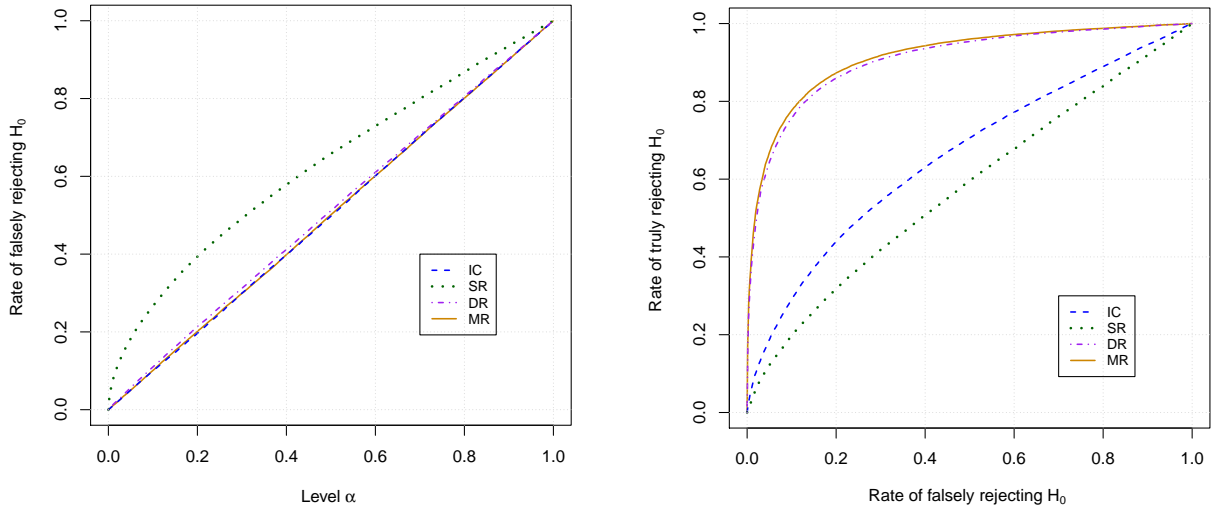 Rate of falsely rejecting H₀
1.0
0.8
0.6
0.4
0.2
0.0
IC
SR
DR
MR
0.0 0.2 0.4 0.6 0.8 1.0
Level α
Rate of truly rejecting H₀
1.0
0.8
0.6
0.4
0.2
0.0
IC
SR
DR
MR
0.0 0.2 0.4 0.6 0.8 1.0
Rate of falsely rejecting H₀